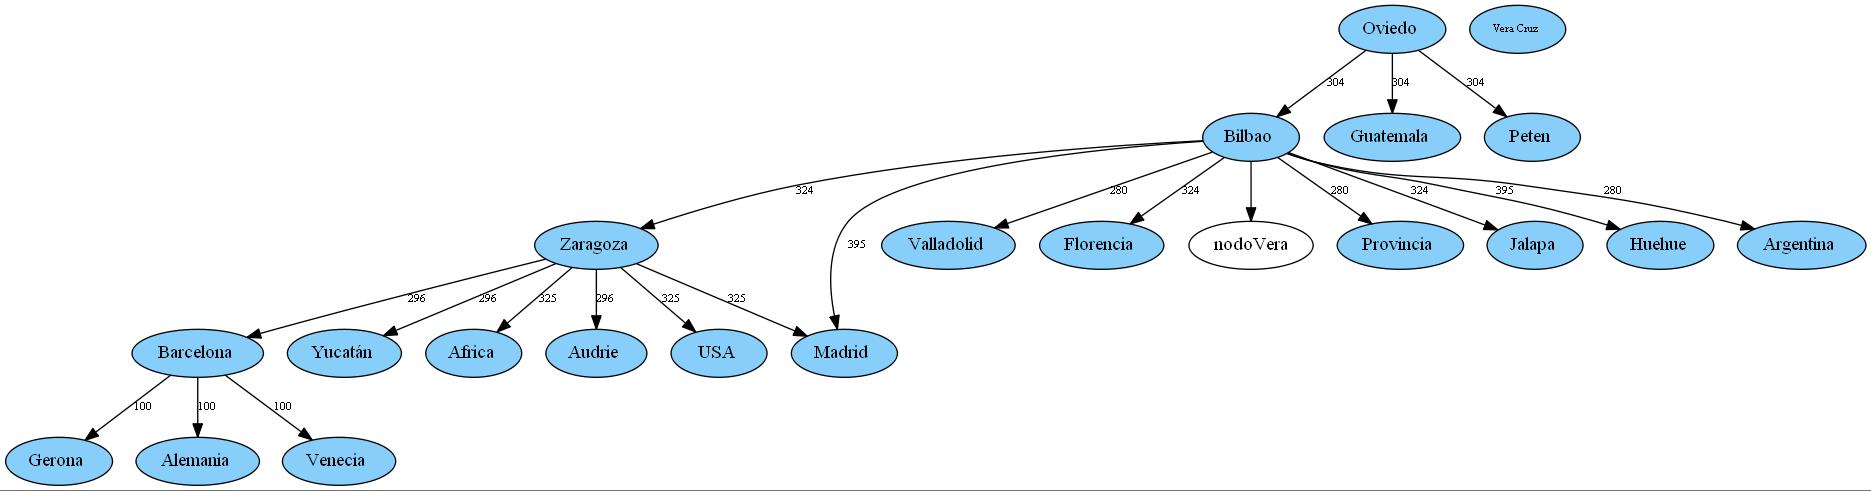 Oviedo
Vera Cruz
304
304
304
Bilbao
Guatemala
Peten
324
395
280
324
280
324
395
280
Zaragoza
Valladolid
Florencia
nodoVera
Provincia
Jalapa
Huehue
Argentina
296
296
325
296
325
325
Barcelona
Yucatán
Africa
Audrie
USA
Madrid
100
100
100
Gerona
Alemania
Venecia